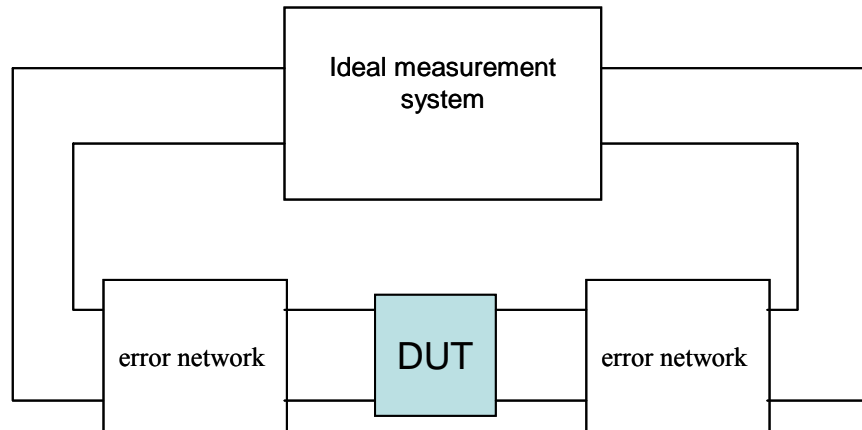 Ideal measurement
system
error network
DUT
error network